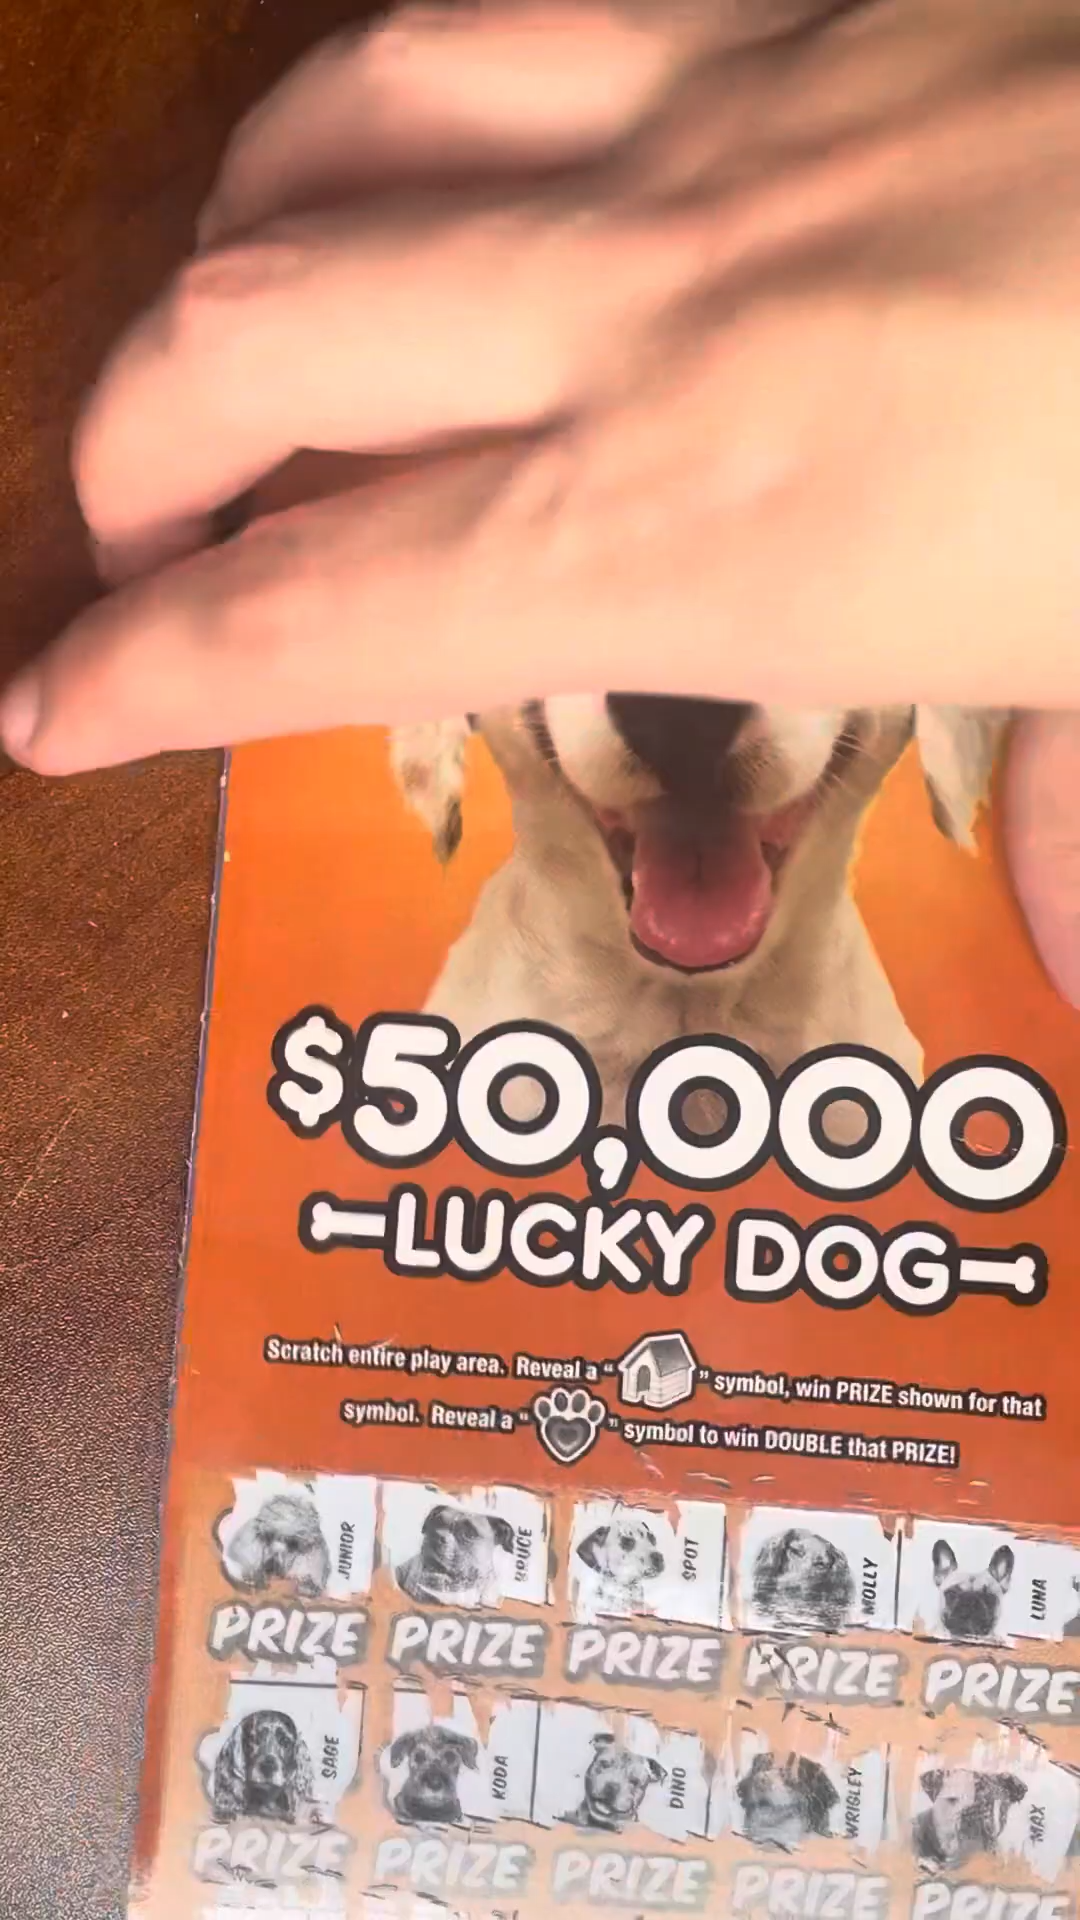 $50,000
LUCKY DOG
Scratch entire play area. Reveal a " " symbol, win PRIZE shown for that
symbol. Reveal a " " symbol to win DOUBLE that PRIZE!
JUNIOR BRUCE SPOT MOLLY LUNA
PRIZE PRIZE PRIZE PRIZE PRIZE
SAGE KODA DINO WRIGLEY MAX
PRIZE PRIZE PRIZE PRIZE PRIZE